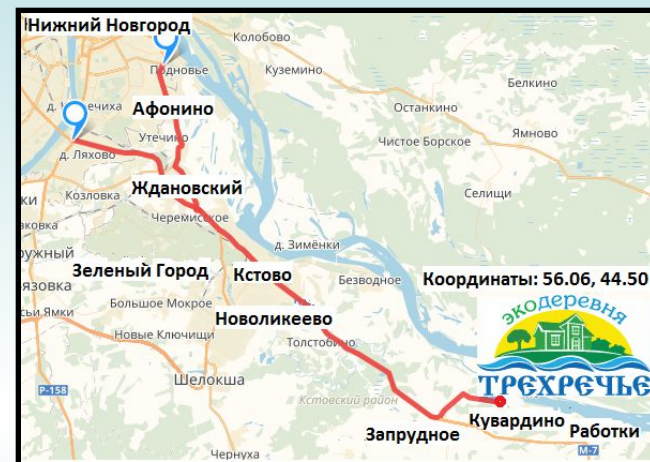 Нижний Новгород
Колобово
Подновье
Куземино
Белкино
Афонино
Останкино
Ямново
Утечино
Чистое Борское
д. Ляхово
Ждановский
Козловка
Селищи
Черемисское
д. Зимёнки
Зеленый Город
Кстово
Безводное
Координаты: 56.06, 44.50
Большое Мокрое
Новоликеево
экодеревня
Новые Ключищи
Толстобино
ТРЕХРЕЧЬЕ
Шелокша
Р-158
Кстовский район
Кувардино
Запрудное
Работки
М-7
Чернуха